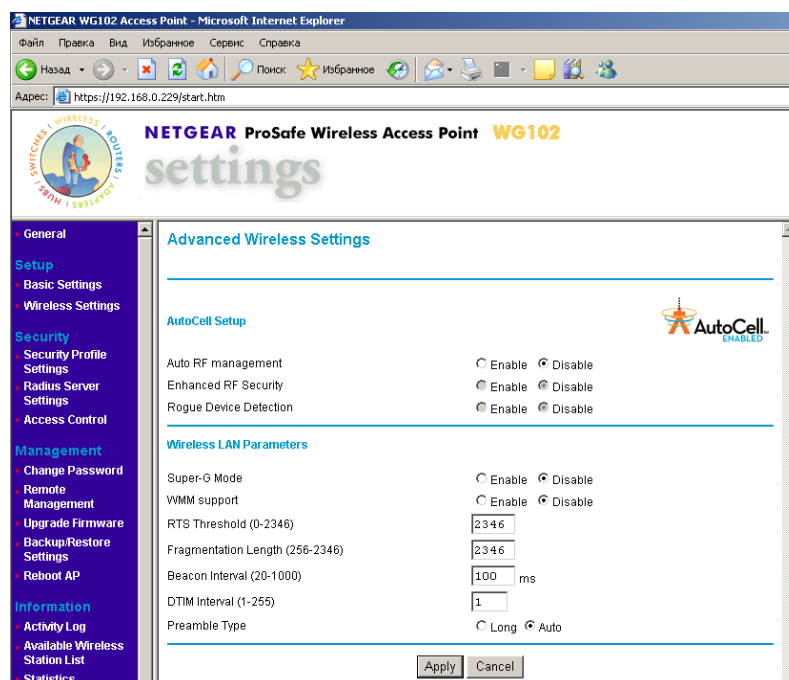 NETGEAR WG102 Access Point - Microsoft Internet Explorer
Файл Правка Вид Избранное Сервис Справка
Назад Поиск Избранное
Адрес: https://192.168.0.229/start.htm
SWITCHES WIRELESS ROUTERS ADAPTERS HUBS
NETGEAR ProSafe Wireless Access Point WG102
settings
General
Setup
Basic Settings
Wireless Settings
Security
Security Profile
Settings
Radius Server
Settings
Access Control
Management
Change Password
Remote
Management
Upgrade Firmware
Backup/Restore
Settings
Reboot AP
Information
Activity Log
Available Wireless
Station List
Statistics
Advanced Wireless Settings
AutoCell Setup
AutoCell™
ENABLED
Auto RF management Enable Disable
Enhanced RF Security Enable Disable
Rogue Device Detection Enable Disable
Wireless LAN Parameters
Super-G Mode Enable Disable
WMM support Enable Disable
RTS Threshold (0-2346) 2346
Fragmentation Length (256-2346) 2346
Beacon Interval (20-1000) 100 ms
DTIM Interval (1-255) 1
Preamble Type Long Auto
Apply Cancel